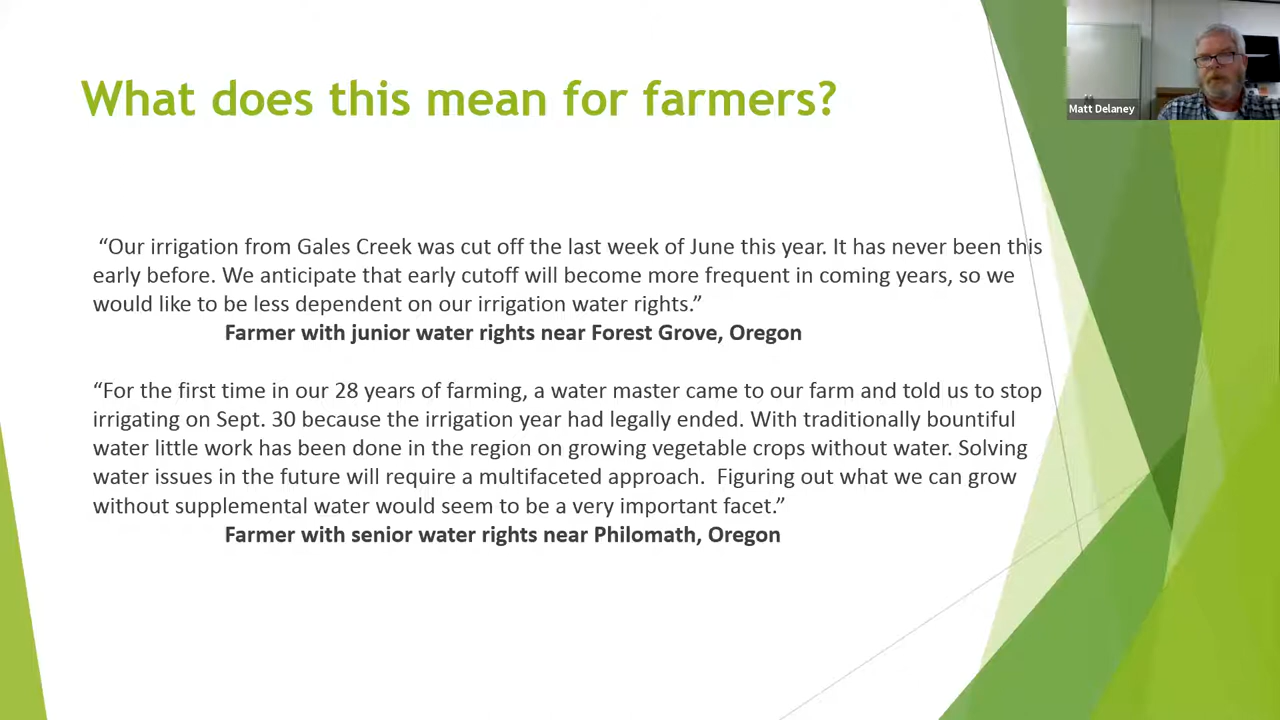 What does this mean for farmers?
Matt Delaney
“Our irrigation from Gales Creek was cut off the last week of June this year. It has never been this
early before. We anticipate that early cutoff will become more frequent in coming years, so we
would like to be less dependent on our irrigation water rights.”
Farmer with junior water rights near Forest Grove, Oregon
“For the first time in our 28 years of farming, a water master came to our farm and told us to stop
irrigating on Sept. 30 because the irrigation year had legally ended. With traditionally bountiful
water little work has been done in the region on growing vegetable crops without water. Solving
water issues in the future will require a multifaceted approach.  Figuring out what we can grow
without supplemental water would seem to be a very important facet.”
Farmer with senior water rights near Philomath, Oregon